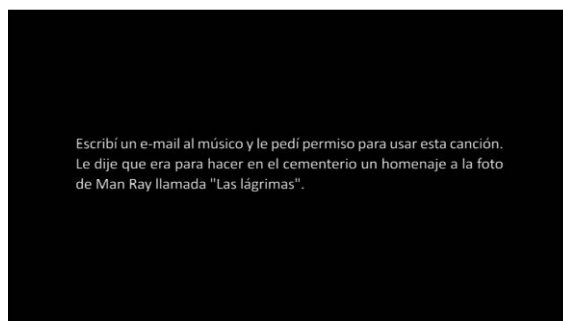 Escribí un e-mail al músico y le pedí permiso para usar esta canción.
Le dije que era para hacer en el cementerio un homenaje a la foto
de Man Ray llamada "Las lágrimas".